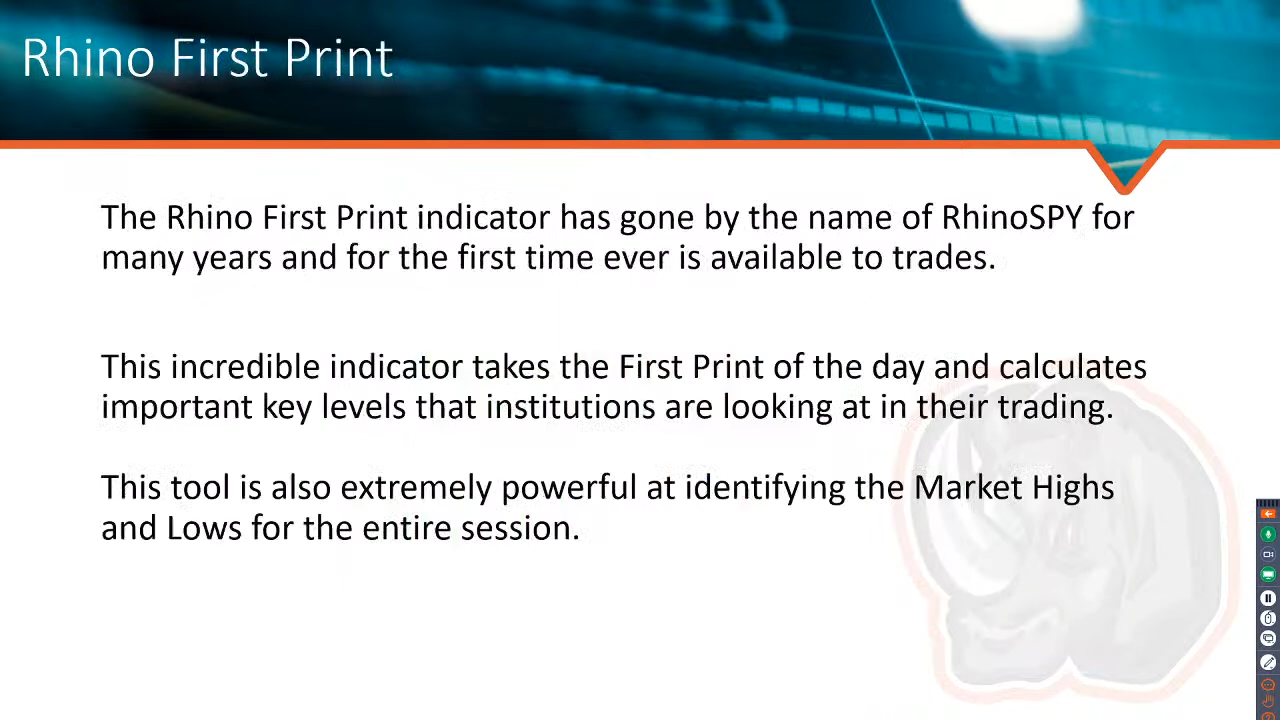 Rhino First Print
The Rhino First Print indicator has gone by the name of RhinoSPY for
many years and for the first time ever is available to trades.
This incredible indicator takes the First Print of the day and calculates
important key levels that institutions are looking at in their trading.
This tool is also extremely powerful at identifying the Market Highs
and Lows for the entire session.